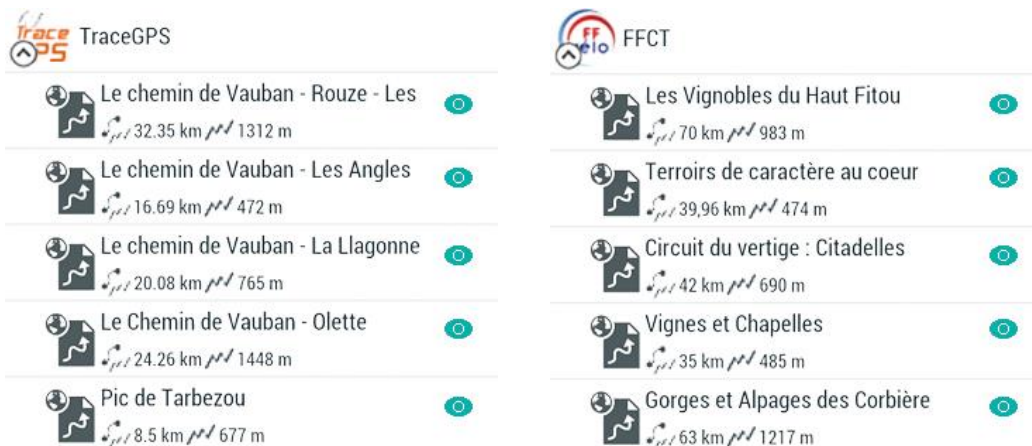 Trace
GPS
TraceGPS
Le chemin de Vauban - Rouze - Les
32.35 km 1312 m
Le chemin de Vauban - Les Angles
16.69 km 472 m
Le chemin de Vauban - La Llagonne
20.08 km 765 m
Le Chemin de Vauban - Olette
24.26 km 1448 m
Pic de Tarbezou
8.5 km 677 m
FF
vélo
FFCT
Les Vignobles du Haut Fitou
70 km 983 m
Terroirs de caractère au coeur
39,96 km 474 m
Circuit du vertige : Citadelles
42 km 690 m
Vignes et Chapelles
35 km 485 m
Gorges et Alpages des Corbière
63 km 1217 m